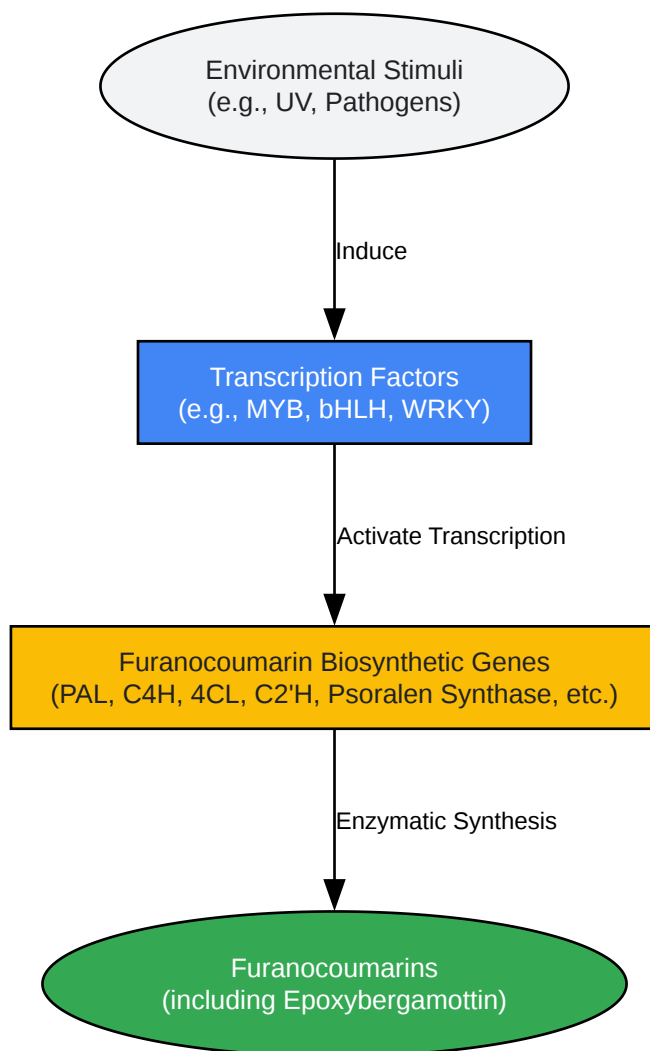 Environmental Stimuli
(e.g., UV, Pathogens)
Induce
Transcription Factors
(e.g., MYB, bHLH, WRKY)
Activate Transcription
Furanocoumarin Biosynthetic Genes
(PAL, C4H, 4CL, C2'H, Psoralen Synthase, etc.)
Enzymatic Synthesis
Furanocoumarins
(including Epoxybergamottin)